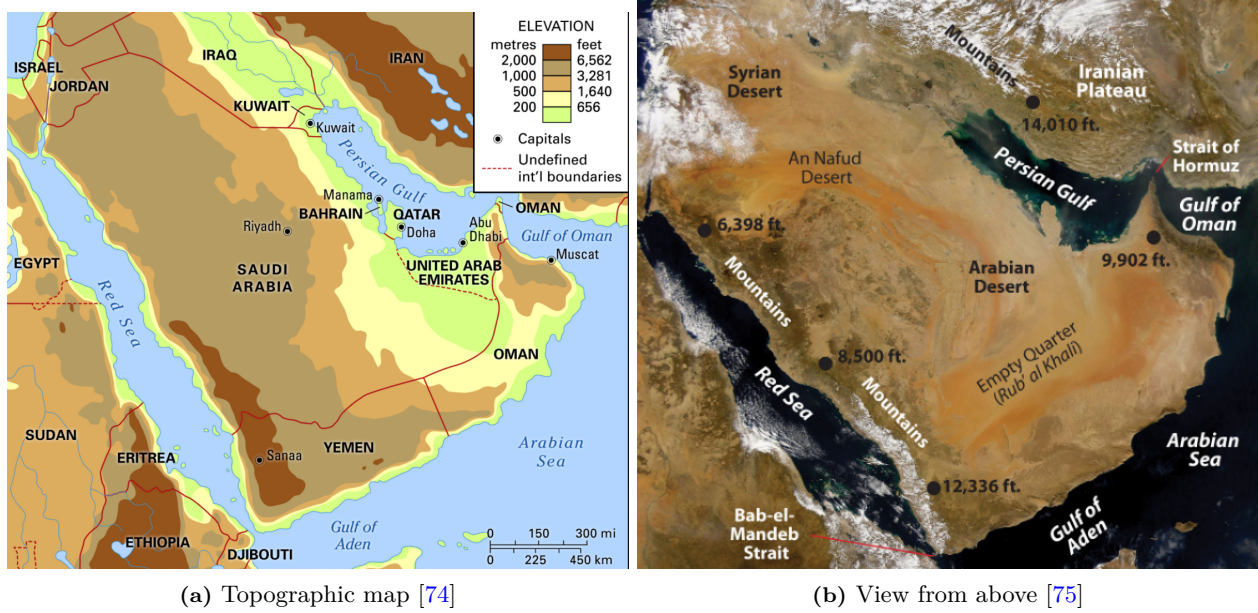 ELEVATION
metres feet
2,000 6,562
1,000 3,281
500 1,640
200 656
Capitals
Undefined
int'l boundaries
ISRAEL
JORDAN
IRAQ
IRAN
KUWAIT
Kuwait
Persian Gulf
Manama
BAHRAIN
QATAR
Doha
Abu
Dhabi
OMAN
Gulf of Oman
Muscat
Riyadh
SAUDI
ARABIA
UNITED ARAB
EMIRATES
EGYPT
Red Sea
OMAN
SUDAN
ERITREA
YEMEN
Sanaa
Arabian
Sea
ETHIOPIA
DJIBOUTI
Gulf of
Aden
0 150 300 mi
0 225 450 km
(a) Topographic map [74]
Mountains
Syrian
Desert
Iranian
Plateau
14,010 ft.
Strait of
Hormuz
An Nafud
Desert
Persian Gulf
Gulf of
Oman
6,398 ft.
9,902 ft.
Mountains
Arabian
Desert
8,500 ft.
Empty Quarter
(Rub' al Khali)
Red Sea
Mountains
Arabian
Sea
12,336 ft.
Bab-el-
Mandeb
Strait
Gulf of
Aden
(b) View from above [75]